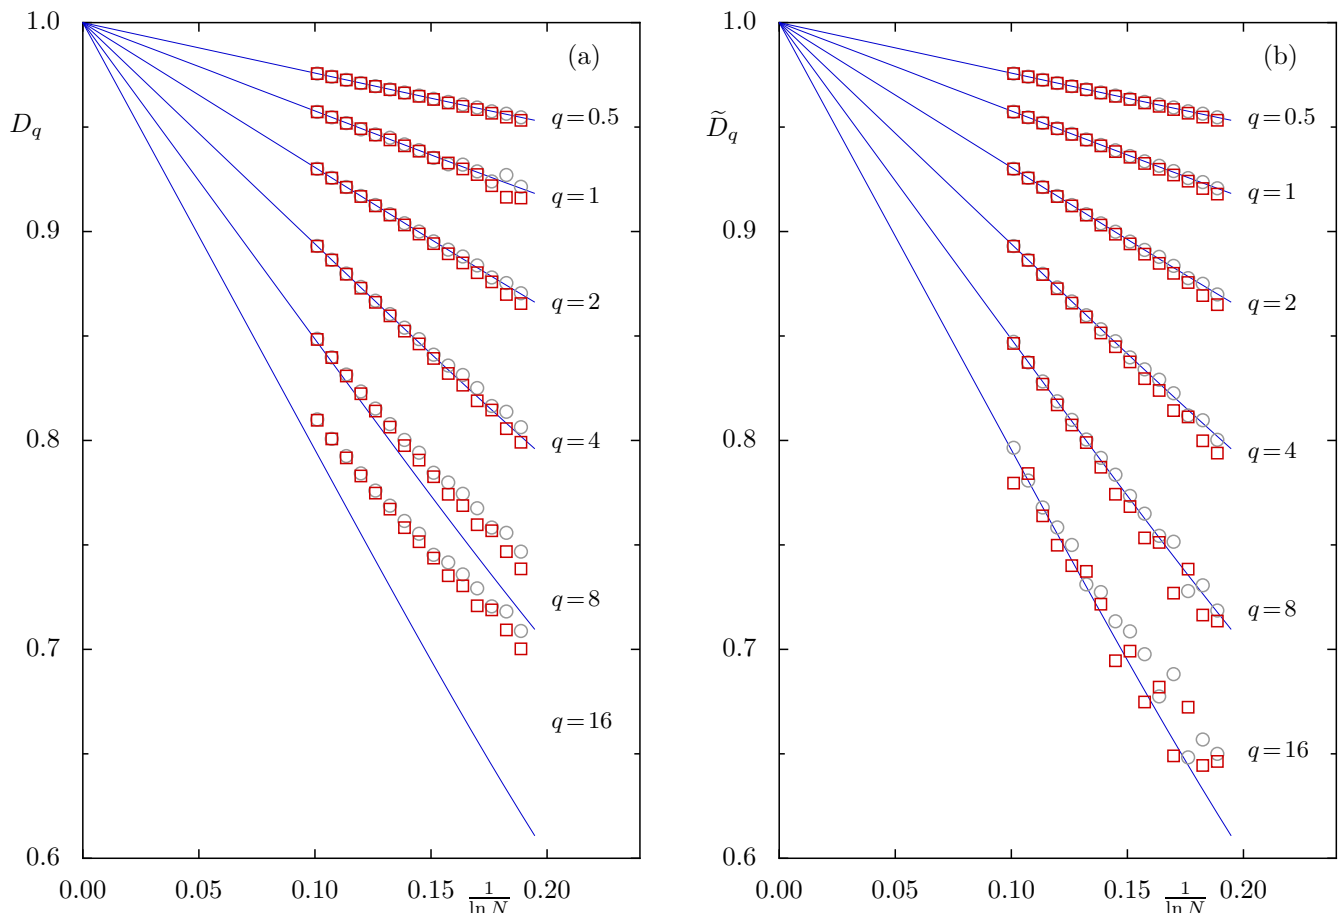 1.0
0.9
0.8
0.7
0.6
D_q
(a)
q = 0.5
q = 1
q = 2
q = 4
q = 8
q = 16
0.00 0.05 0.10 0.15 1/ln N 0.20
1.0
0.9
0.8
0.7
0.6
D̃_q
(b)
q = 0.5
q = 1
q = 2
q = 4
q = 8
q = 16
0.00 0.05 0.10 0.15 1/ln N 0.20